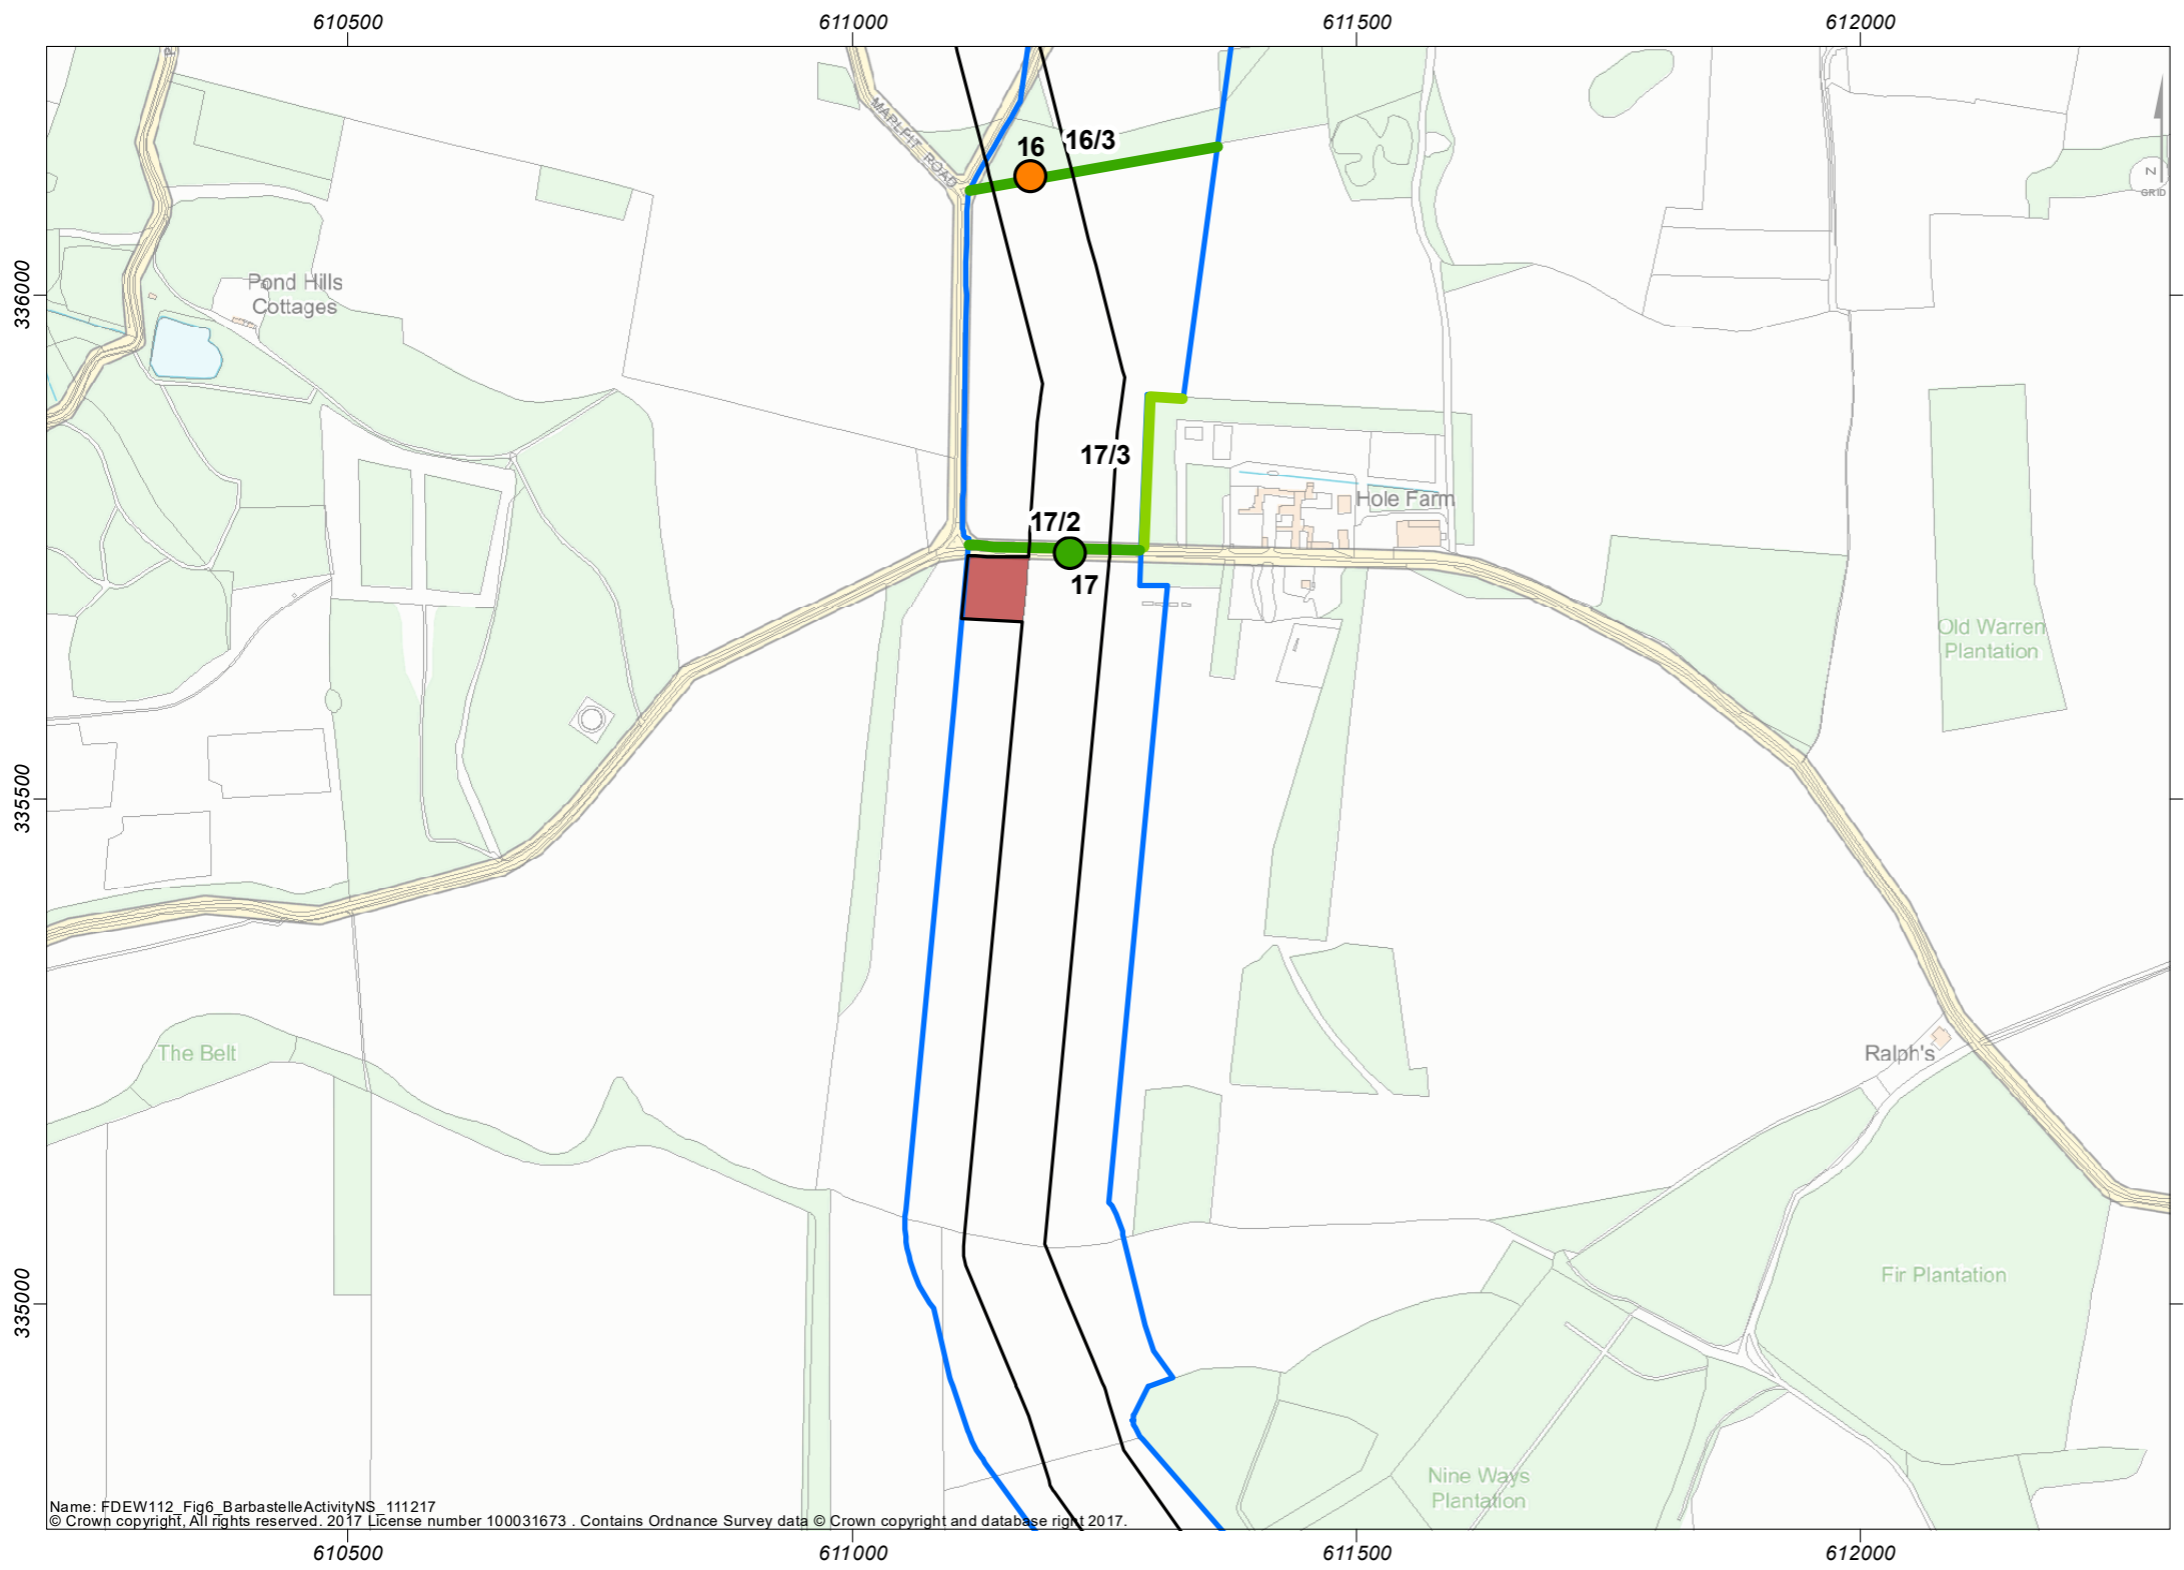 610500
611000
611500
612000
MARLPIT ROAD
16
16/3
N
GRID
336000
Pond Hills
Cottages
17/3
Hole Farm
17/2
17
Old Warren
Plantation
335500
The Belt
Ralph's
335000
Fir Plantation
Nine Ways
Plantation
Name: FDEW112_Fig6_BarbastelleActivityNS_111217
© Crown copyright, All rights reserved. 2017 License number 100031673 . Contains Ordnance Survey data © Crown copyright and database right 2017.
610500
611000
611500
612000